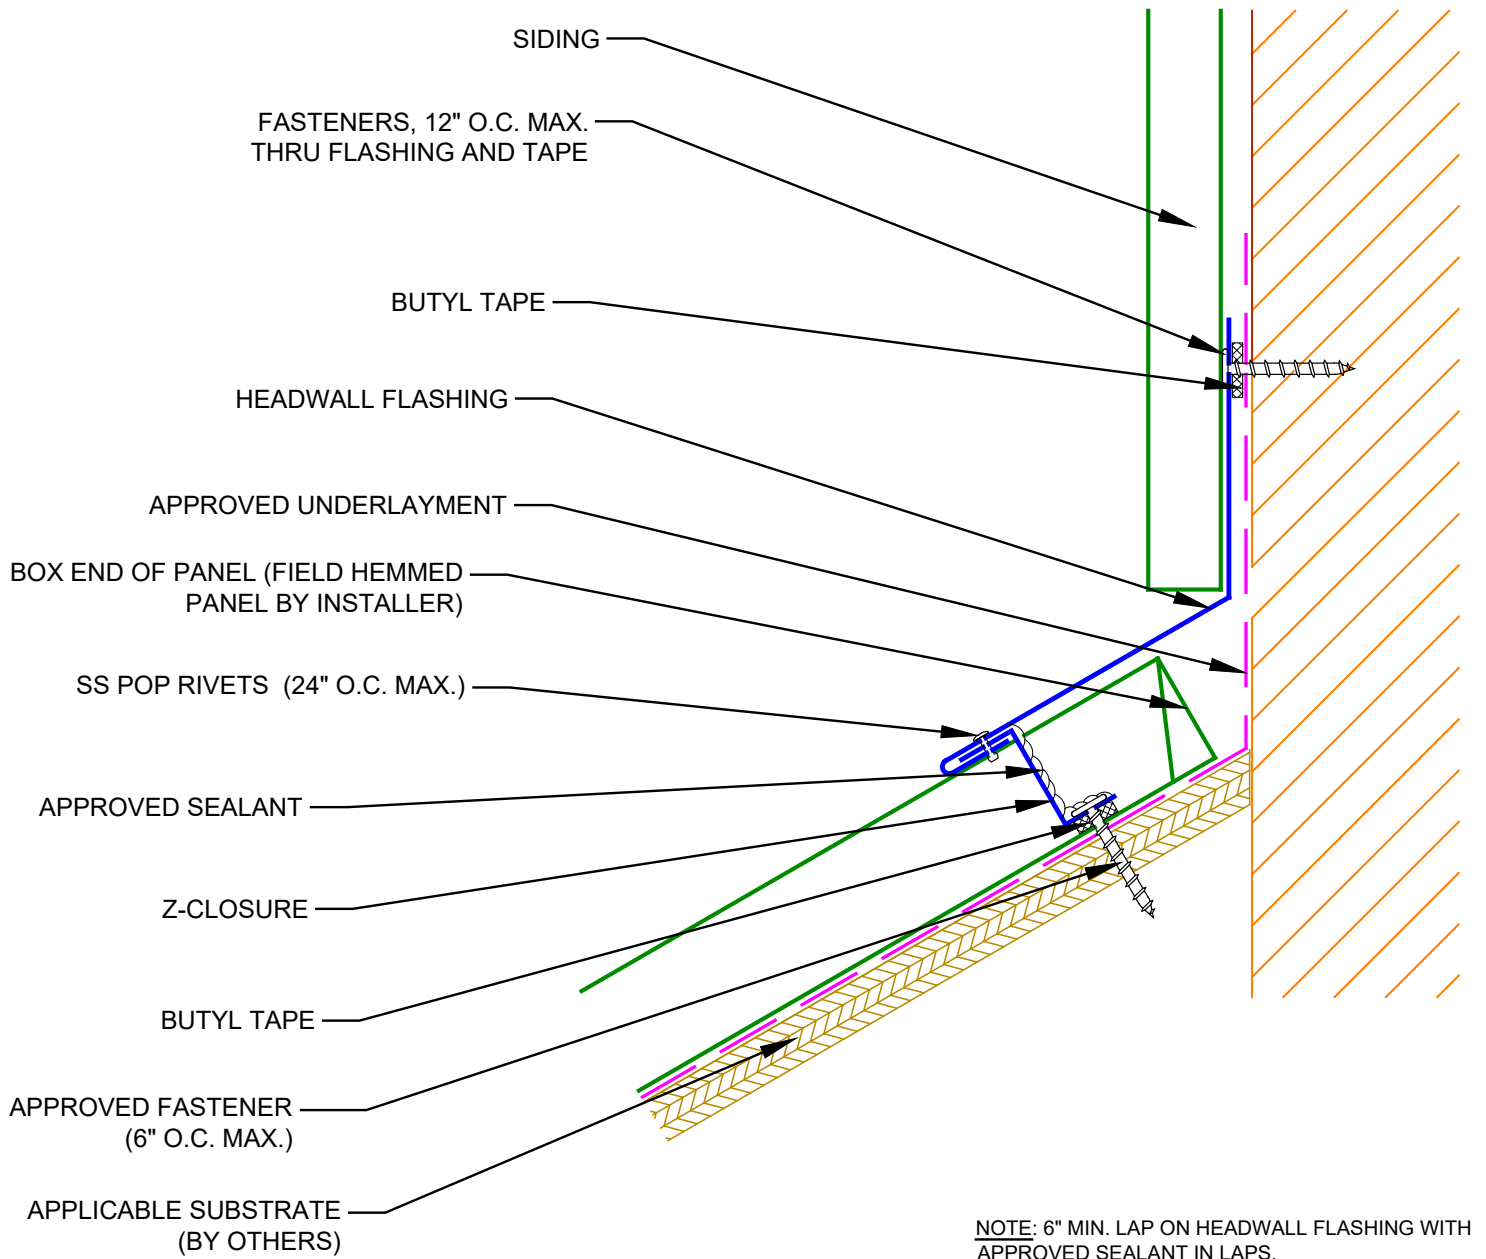 SIDING
FASTENERS, 12" O.C. MAX.
THRU FLASHING AND TAPE
BUTYL TAPE
HEADWALL FLASHING
APPROVED UNDERLAYMENT
BOX END OF PANEL (FIELD HEMMED
PANEL BY INSTALLER)
SS POP RIVETS (24" O.C. MAX.)
APPROVED SEALANT
Z-CLOSURE
BUTYL TAPE
APPROVED FASTENER
(6" O.C. MAX.)
APPLICABLE SUBSTRATE
(BY OTHERS)
NOTE: 6" MIN. LAP ON HEADWALL FLASHING WITH
APPROVED SEALANT IN LAPS.